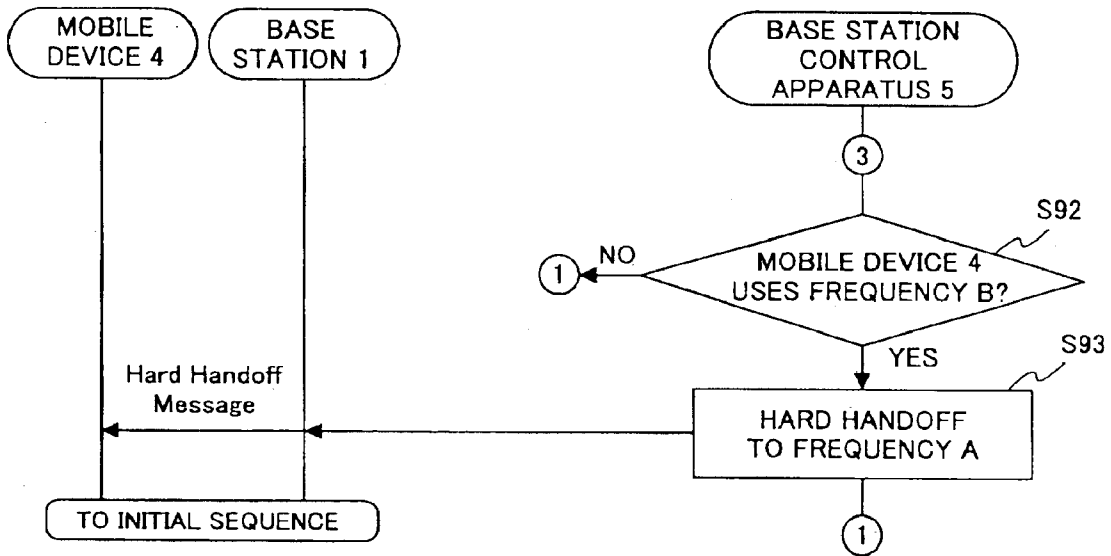 MOBILE
DEVICE 4
BASE
STATION 1
BASE STATION
CONTROL
APPARATUS 5
3
S92
MOBILE DEVICE 4
USES FREQUENCY B?
NO
1
YES
S93
HARD HANDOFF
TO FREQUENCY A
Hard Handoff
Message
TO INITIAL SEQUENCE
1